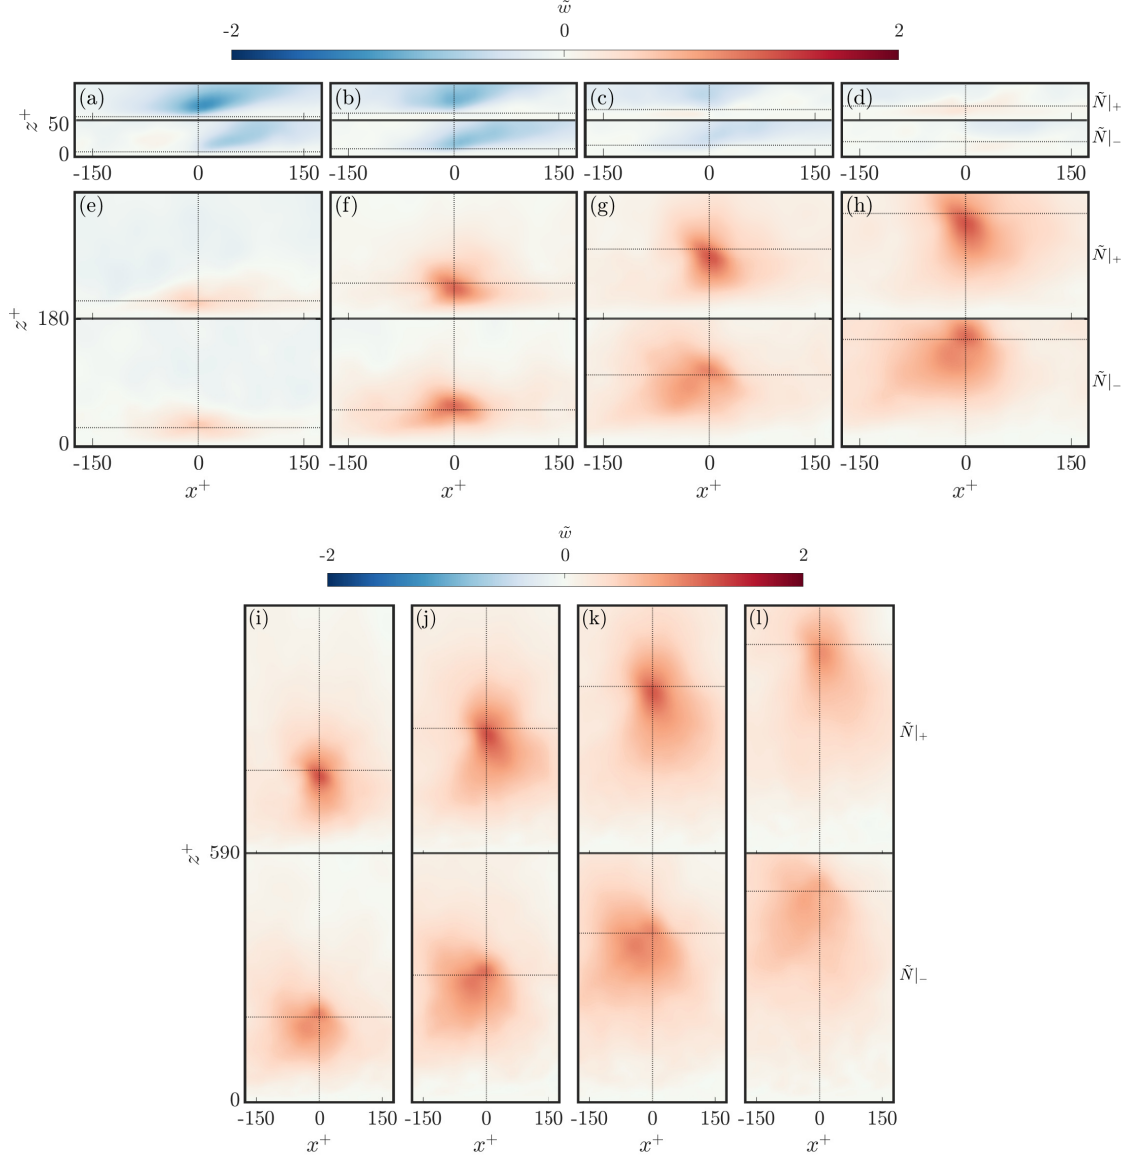 w̃
-2 0 2
(a) (b) (c) (d) Ñ|₊
z⁺ 50 Ñ|₋
0
-150 0 150 -150 0 150 -150 0 150 -150 0 150
(e) (f) (g) (h)
Ñ|₊
z⁺ 180
Ñ|₋
0
-150 0 150 -150 0 150 -150 0 150 -150 0 150
x⁺ x⁺ x⁺ x⁺
w̃
-2 0 2
(i) (j) (k) (l)
Ñ|₊
z⁺ 590
Ñ|₋
0
-150 0 150 -150 0 150 -150 0 150 -150 0 150
x⁺ x⁺ x⁺ x⁺